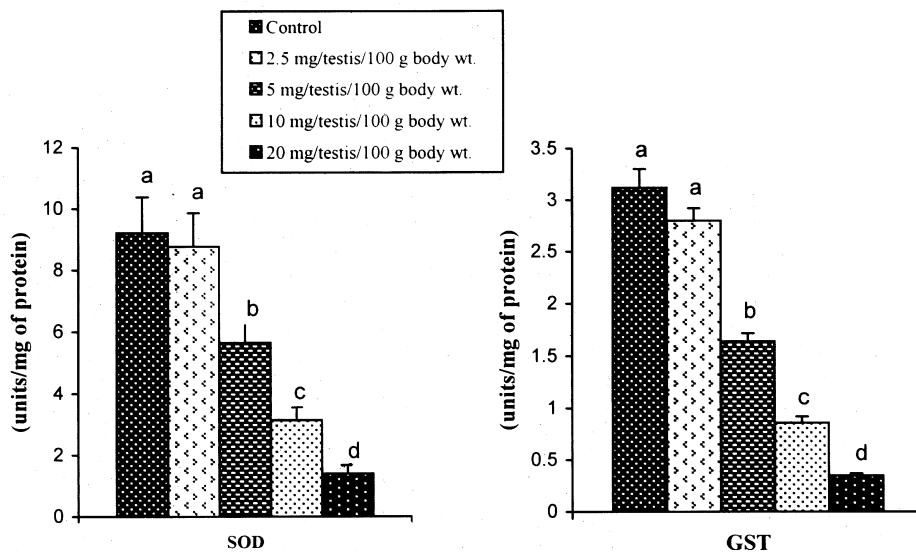 Control
2.5 mg/testis/100 g body wt.
5 mg/testis/100 g body wt.
10 mg/testis/100 g body wt.
20 mg/testis/100 g body wt.
12
10
8
6
4
2
0
(units/mg of protein)
a
a
b
c
d
SOD
3.5
3
2.5
2
1.5
1
0.5
0
(units/mg of protein)
a
a
b
c
d
GST